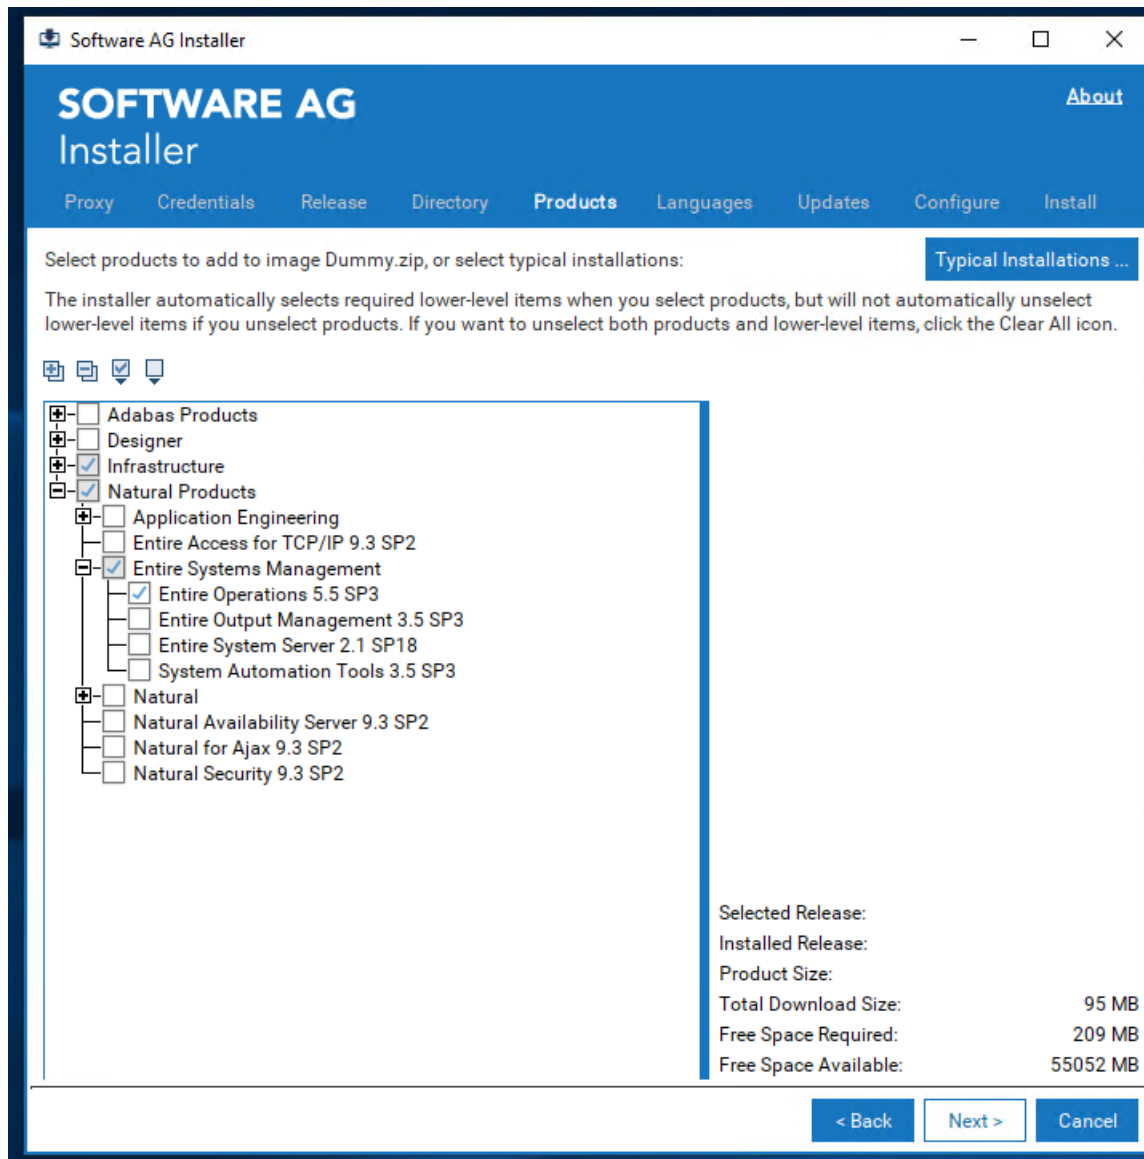 Software AG Installer
SOFTWARE AG
About
Installer
Proxy Credentials Release Directory Products Languages Updates Configure Install
Select products to add to image Dummy.zip, or select typical installations:
Typical Installations ...
The installer automatically selects required lower-level items when you select products, but will not automatically unselect
lower-level items if you unselect products. If you want to unselect both products and lower-level items, click the Clear All icon.
Adabas Products
Designer
Infrastructure
Natural Products
Application Engineering
Entire Access for TCP/IP 9.3 SP2
Entire Systems Management
Entire Operations 5.5 SP3
Entire Output Management 3.5 SP3
Entire System Server 2.1 SP18
System Automation Tools 3.5 SP3
Natural
Natural Availability Server 9.3 SP2
Natural for Ajax 9.3 SP2
Natural Security 9.3 SP2
Selected Release:
Installed Release:
Product Size:
Total Download Size: 95 MB
Free Space Required: 209 MB
Free Space Available: 55052 MB
< Back Next > Cancel